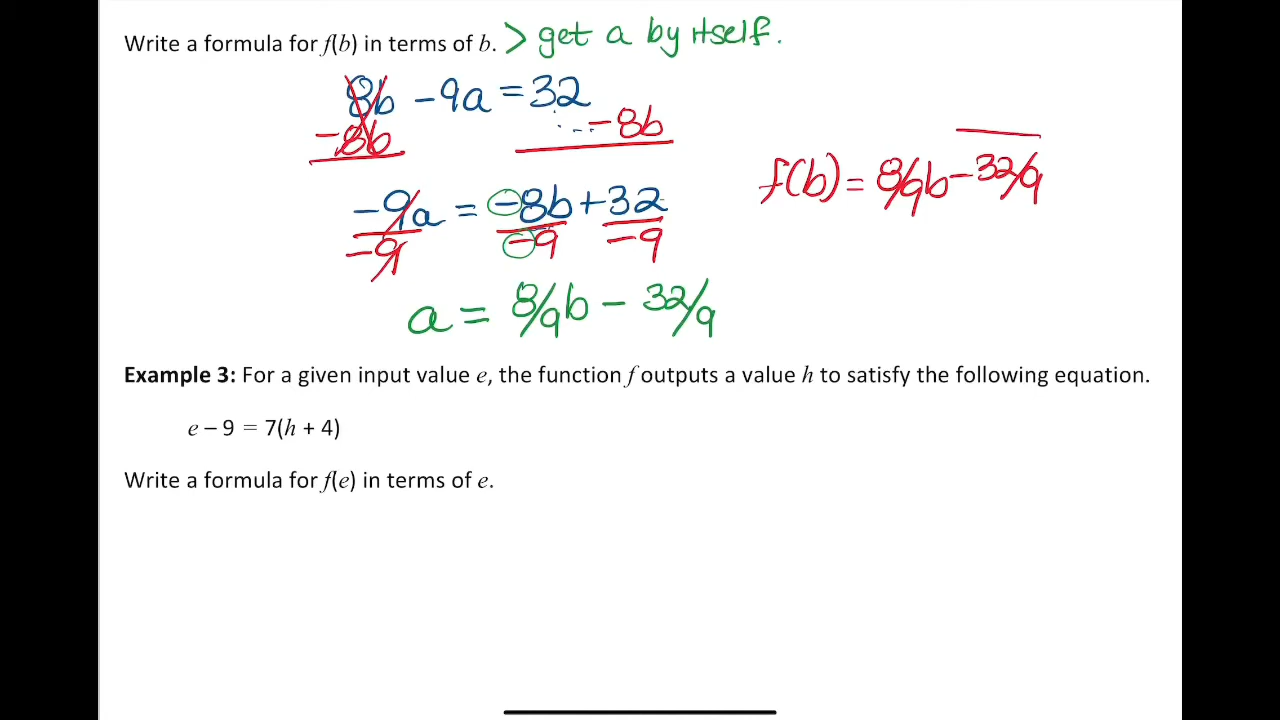 Write a formula for f(b) in terms of b. > get a by itself.
8b - 9a = 32
-8b -8b
-9a = -8b + 32
-9 -9 -9
f(b) = 8/9b - 32/9
a = 8/9b - 32/9
Example 3: For a given input value e, the function f outputs a value h to satisfy the following equation.
e – 9 = 7(h + 4)
Write a formula for f(e) in terms of e.